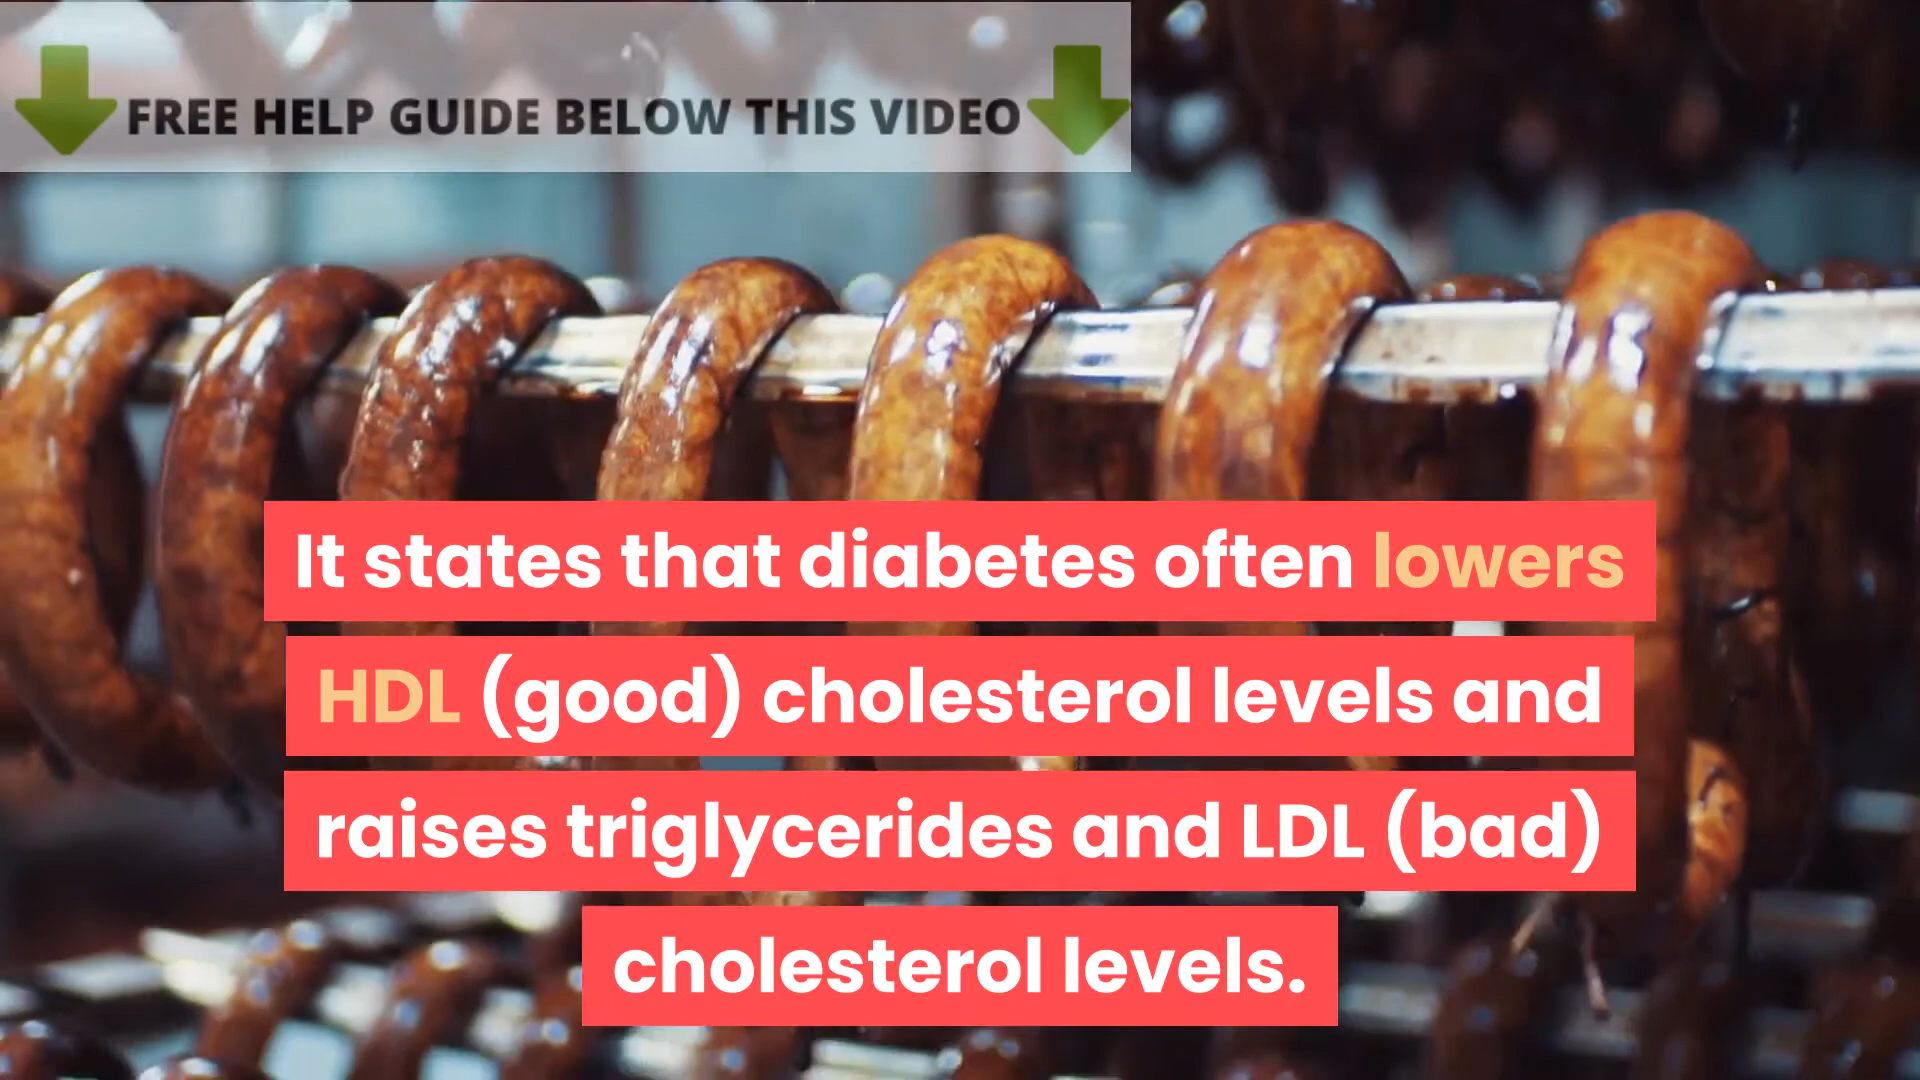 FREE HELP GUIDE BELOW THIS VIDEO
It states that diabetes often lowers
HDL (good) cholesterol levels and
raises triglycerides and LDL (bad)
cholesterol levels.